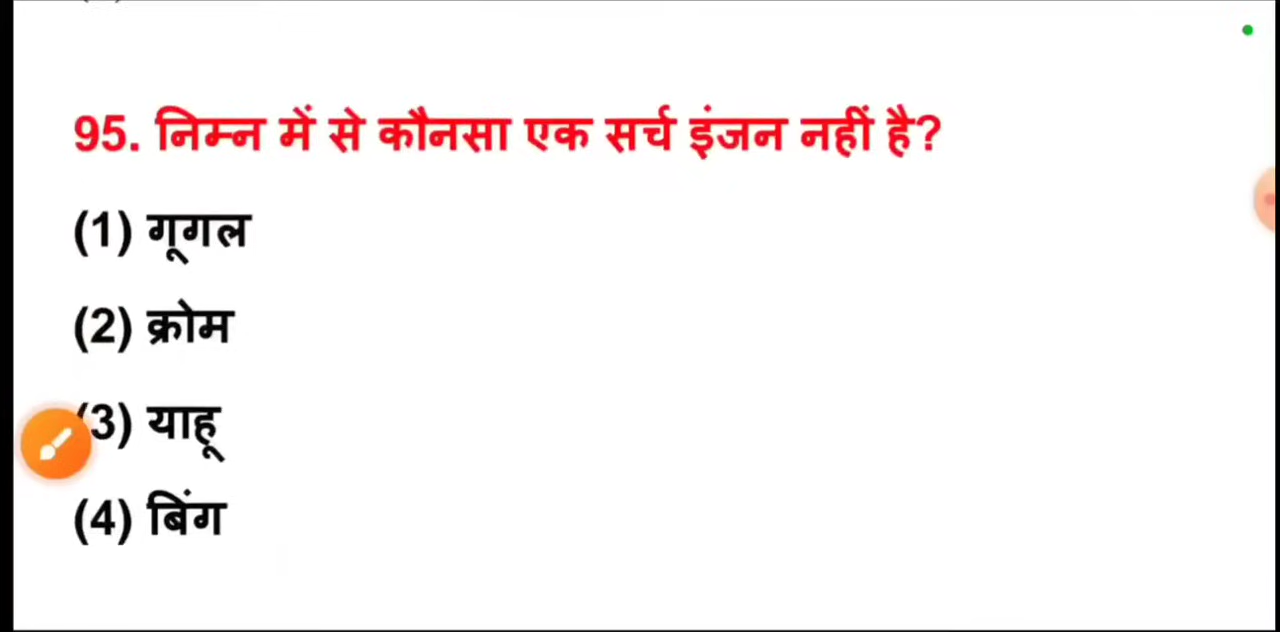 95. निम्न में से कौनसा एक सर्च इंजन नहीं है?
(1) गूगल
(2) क्रोम
(3) याहू
(4) बिंग